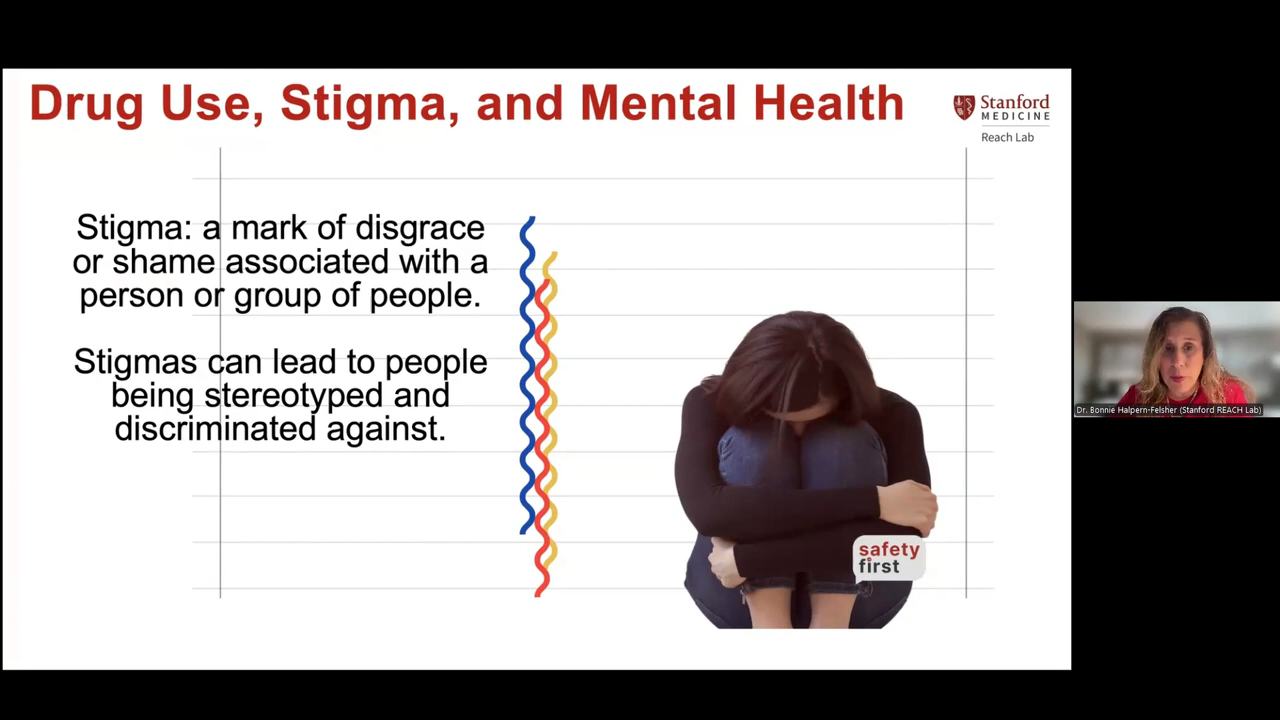 Drug Use, Stigma, and Mental Health
Stanford
MEDICINE
Reach Lab
Stigma: a mark of disgrace
or shame associated with a
person or group of people.
Stigmas can lead to people
being stereotyped and
discriminated against.
safety
first
Dr. Bonnie Halpern-Felsher (Stanford REACH Lab)